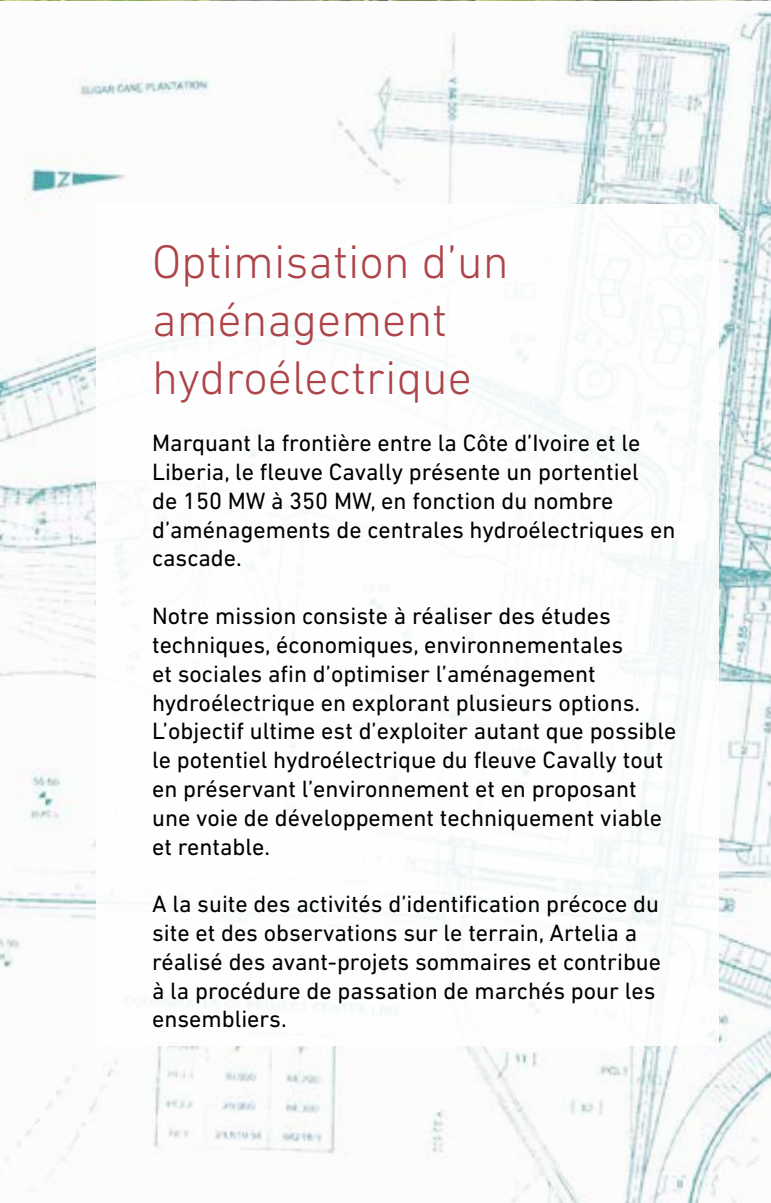 SUGAR CANE PLANTATION
Z
Optimisation d’un
aménagement
hydroélectrique
Marquant la frontière entre la Côte d’Ivoire et le
Liberia, le fleuve Cavally présente un portentiel
de 150 MW à 350 MW, en fonction du nombre
d’aménagements de centrales hydroélectriques en
cascade.
Notre mission consiste à réaliser des études
techniques, économiques, environnementales
et sociales afin d’optimiser l’aménagement
hydroélectrique en explorant plusieurs options.
L’objectif ultime est d’exploiter autant que possible
le potentiel hydroélectrique du fleuve Cavally tout
en préservant l’environnement et en proposant
une voie de développement techniquement viable
et rentable.
A la suite des activités d’identification précoce du
site et des observations sur le terrain, Artelia a
réalisé des avant-projets sommaires et contribue
à la procédure de passation de marchés pour les
ensembliers.